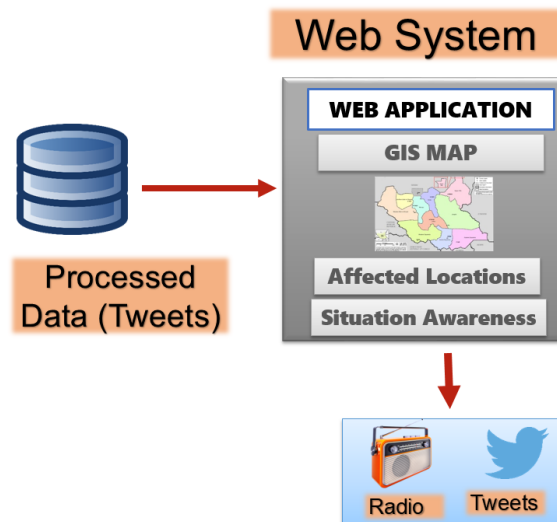 Web System
WEB APPLICATION
GIS MAP
Processed
Data (Tweets)
Affected Locations
Situation Awareness
Radio
Tweets